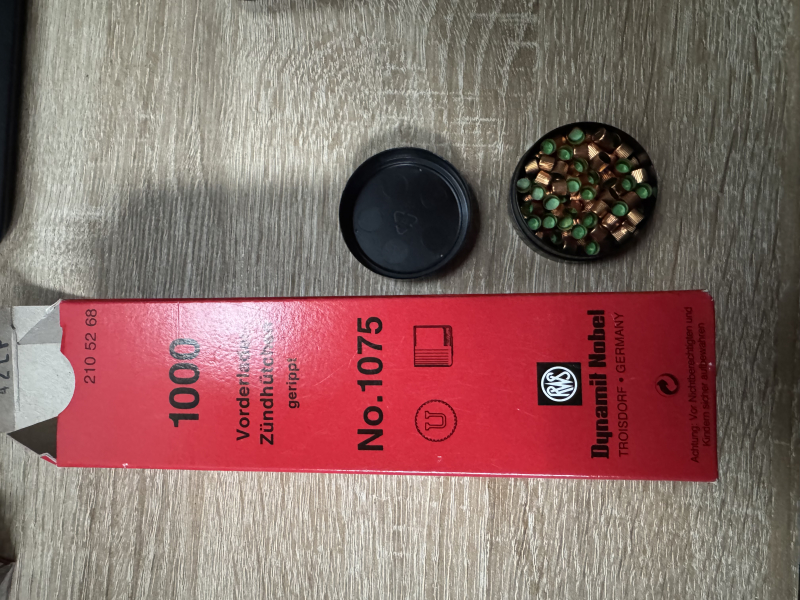 210 52 68
1000
Vorderlader
Zündhütchen
gerippt
No.1075
U
RWS
Dynamit Nobel
TROISDORF • GERMANY
Achtung: Vor Nichtberechtigten und
Kindern sicher aufbewahren